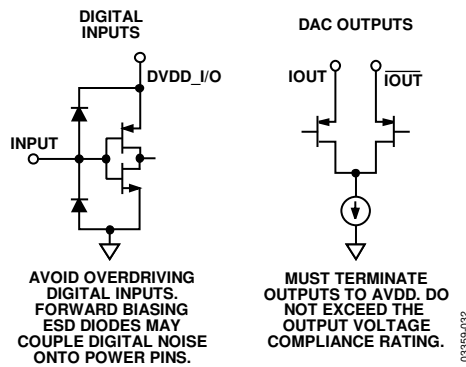 DIGITAL
INPUTS
DVDD_I/O
INPUT
AVOID OVERDRIVING
DIGITAL INPUTS.
FORWARD BIASING
ESD DIODES MAY
COUPLE DIGITAL NOISE
ONTO POWER PINS.
DAC OUTPUTS
IOUT
IOUT
MUST TERMINATE
OUTPUTS TO AVDD. DO
NOT EXCEED THE
OUTPUT VOLTAGE
COMPLIANCE RATING.
03359-032